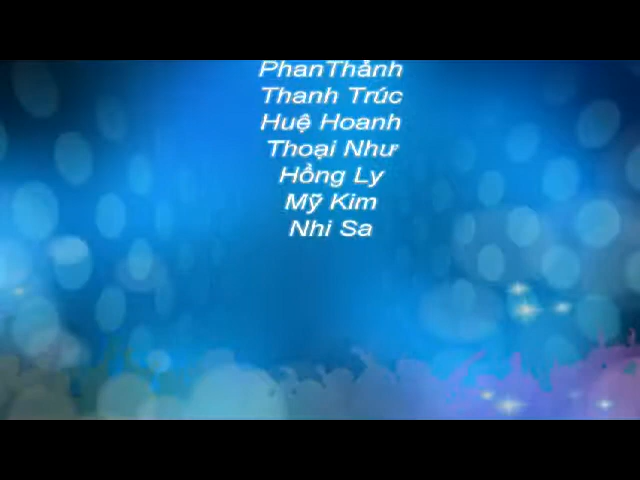 PhanThảnh
Thanh Trúc
Huệ Hoanh
Thoại Như
Hồng Ly
Mỹ Kim
Nhi Sa